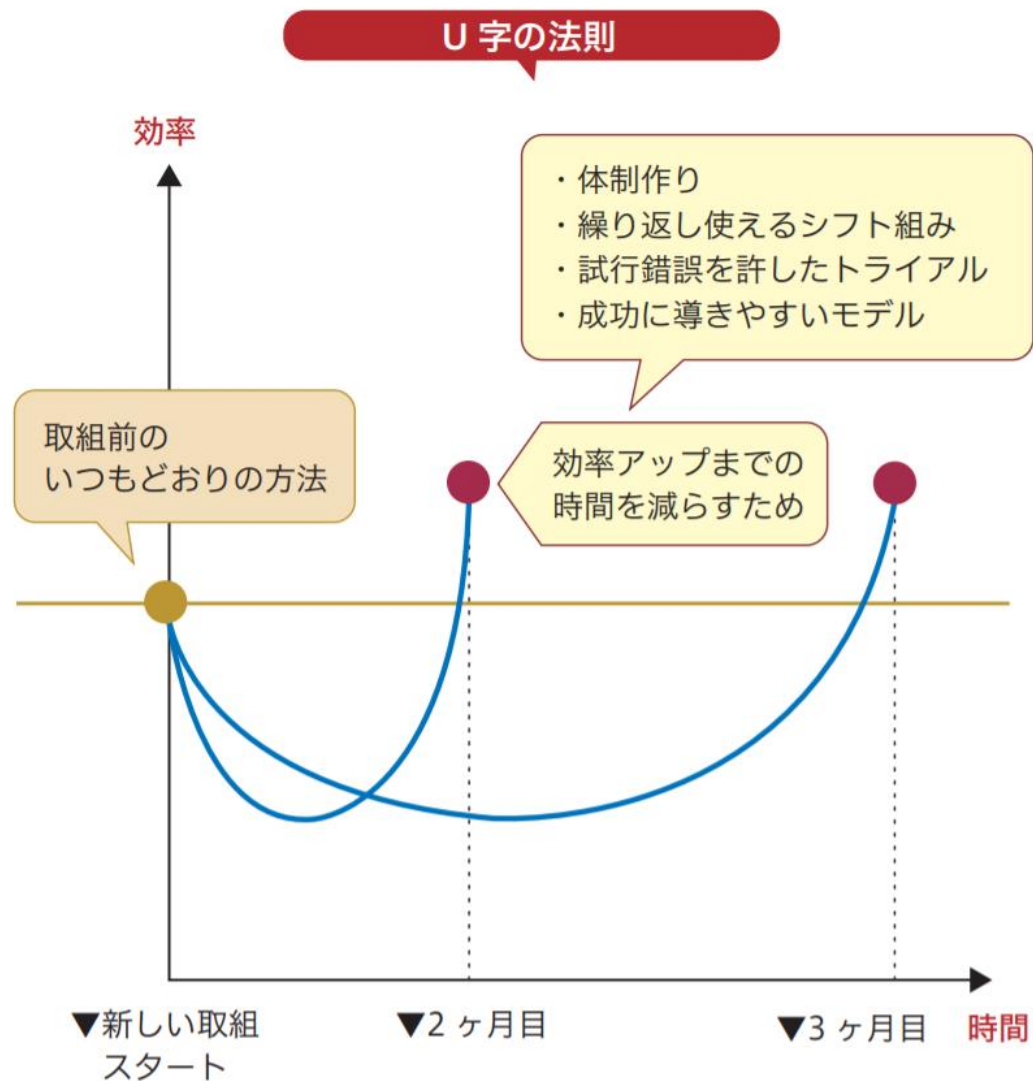 U 字の法則
効率
・体制作り
・繰り返し使えるシフト組み
・試行錯誤を許したトライアル
・成功に導きやすいモデル
取組前の
いつもどおりの方法
効率アップまでの
時間を減らすため
▼新しい取組
スタート
▼2 ヶ月目
▼3 ヶ月目
時間